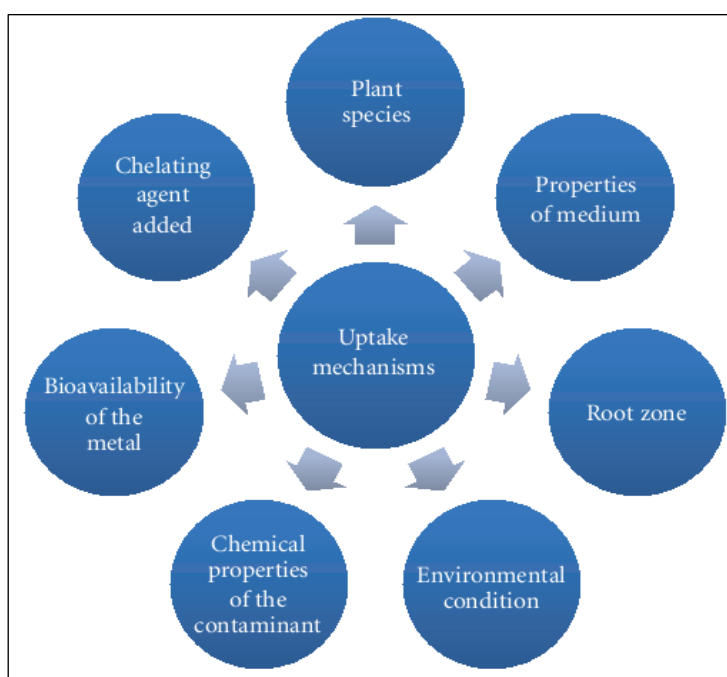 Plant
species
Chelating
agent
added
Properties
of medium
Uptake
mechanisms
Bioavailability
of the
metal
Root zone
Chemical
properties
of the
contaminant
Environmental
condition